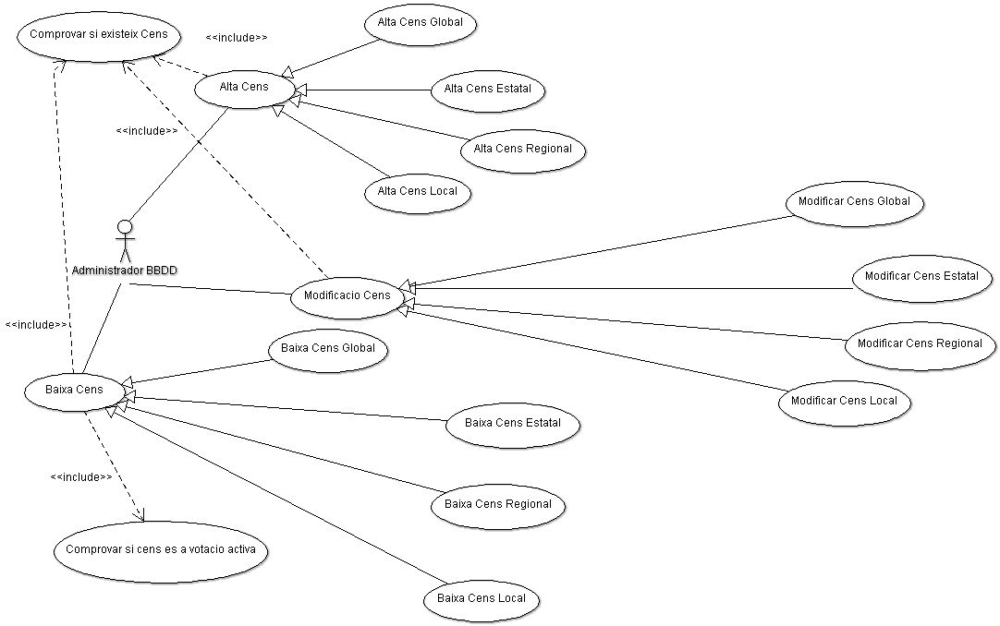 Alta Cens Global
Comprovar si existeix Cens
<<include>>
Alta Cens
Alta Cens Estatal
<<include>>
Alta Cens Regional
Alta Cens Local
Modificar Cens Global
Administrador BBDD
Modificar Cens Estatal
Modificacio Cens
<<include>>
Baixa Cens Global
Modificar Cens Regional
Baixa Cens
Modificar Cens Local
Baixa Cens Estatal
<<include>>
Baixa Cens Regional
Comprovar si cens es a votacio activa
Baixa Cens Local